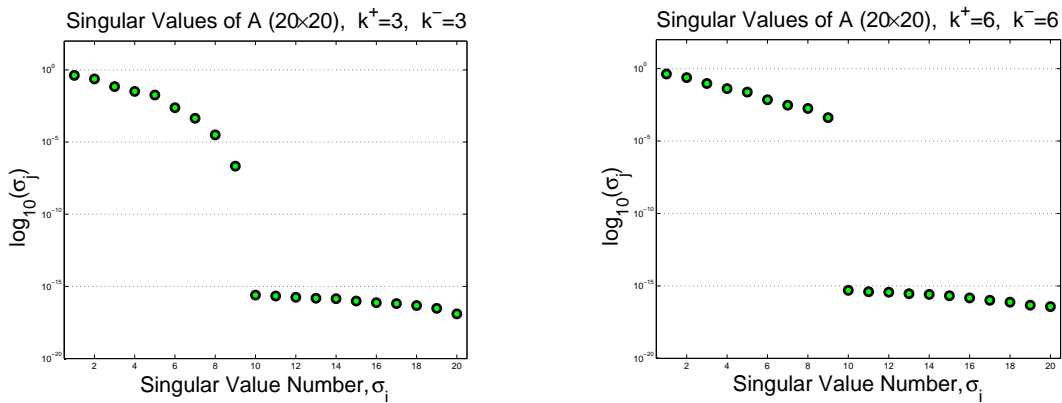 Singular Values of A (20×20), k⁺=3, k⁻=3
10⁰
10⁻⁵
10⁻¹⁰
10⁻¹⁵
10⁻²⁰
log₁₀(σⱼ)
2 4 6 8 10 12 14 16 18 20
Singular Value Number, σⱼ
Singular Values of A (20×20), k⁺=6, k⁻=6
10⁰
10⁻⁵
10⁻¹⁰
10⁻¹⁵
10⁻²⁰
log₁₀(σⱼ)
2 4 6 8 10 12 14 16 18 20
Singular Value Number, σⱼ